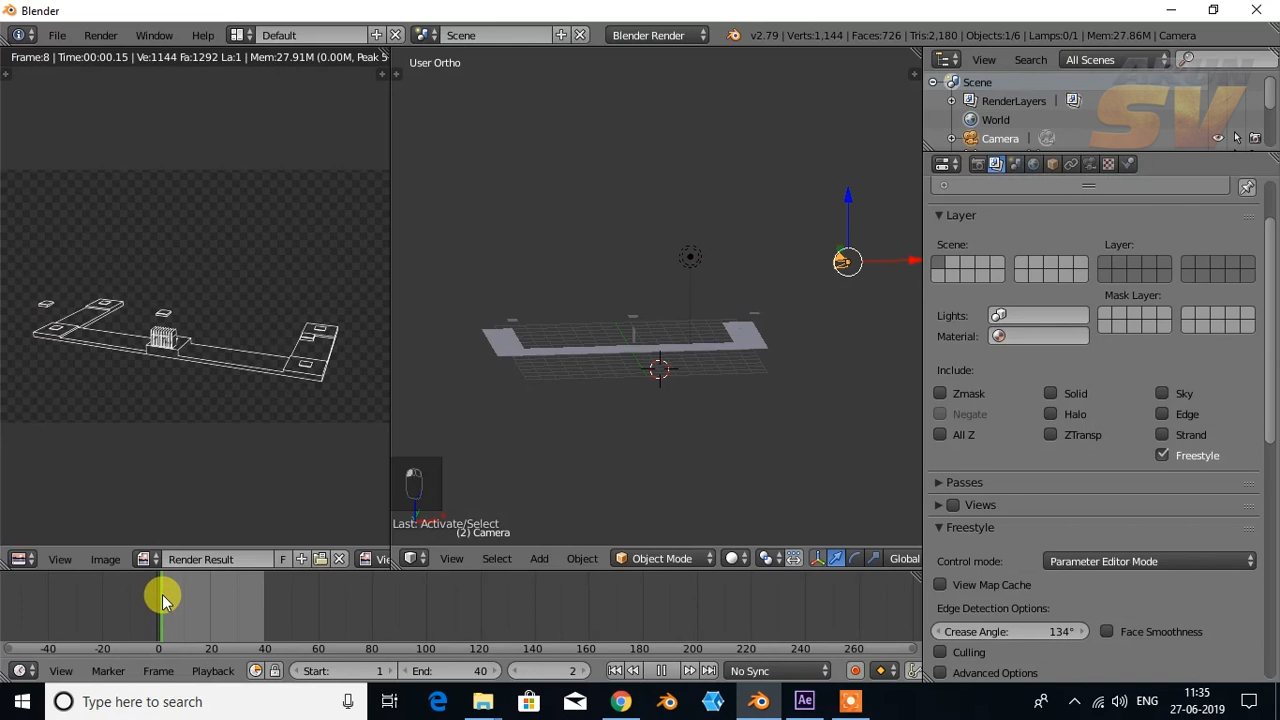 Blender
File Render Window Help Default Scene Blender Render v2.79 | Verts:1,144 | Faces:726 | Tris:2,180 | Objects:1/6 | Lamps:0/1 | Mem:27.86M | Camera
Frame:8 | Time:00:00.15 | Ve:1144 Fa:1292 La:1 | Mem:27.91M (0.00M, Peak 5
User Ortho
View Search All Scenes
Scene
RenderLayers
World
Camera
SV
Layer
Scene: Layer:
Mask Layer:
Lights:
Material:
Include:
Zmask Solid Sky
Negate Halo Edge
All Z ZTransp Strand
Freestyle
Passes
Views
Freestyle
Control mode: Parameter Editor Mode
View Map Cache
Edge Detection Options:
Crease Angle: 134° Face Smoothness
Culling
Advanced Options
Last: Activate/Select
(2) Camera
View Image Render Result F Vie
View Select Add Object Object Mode Global
-40 -20 0 20 40 60 80 100 120 140 160 180 200 220 240 260
View Marker Frame Playback Start: 1 End: 40 2 No Sync
Type here to search
ENG
11:35
27-06-2019